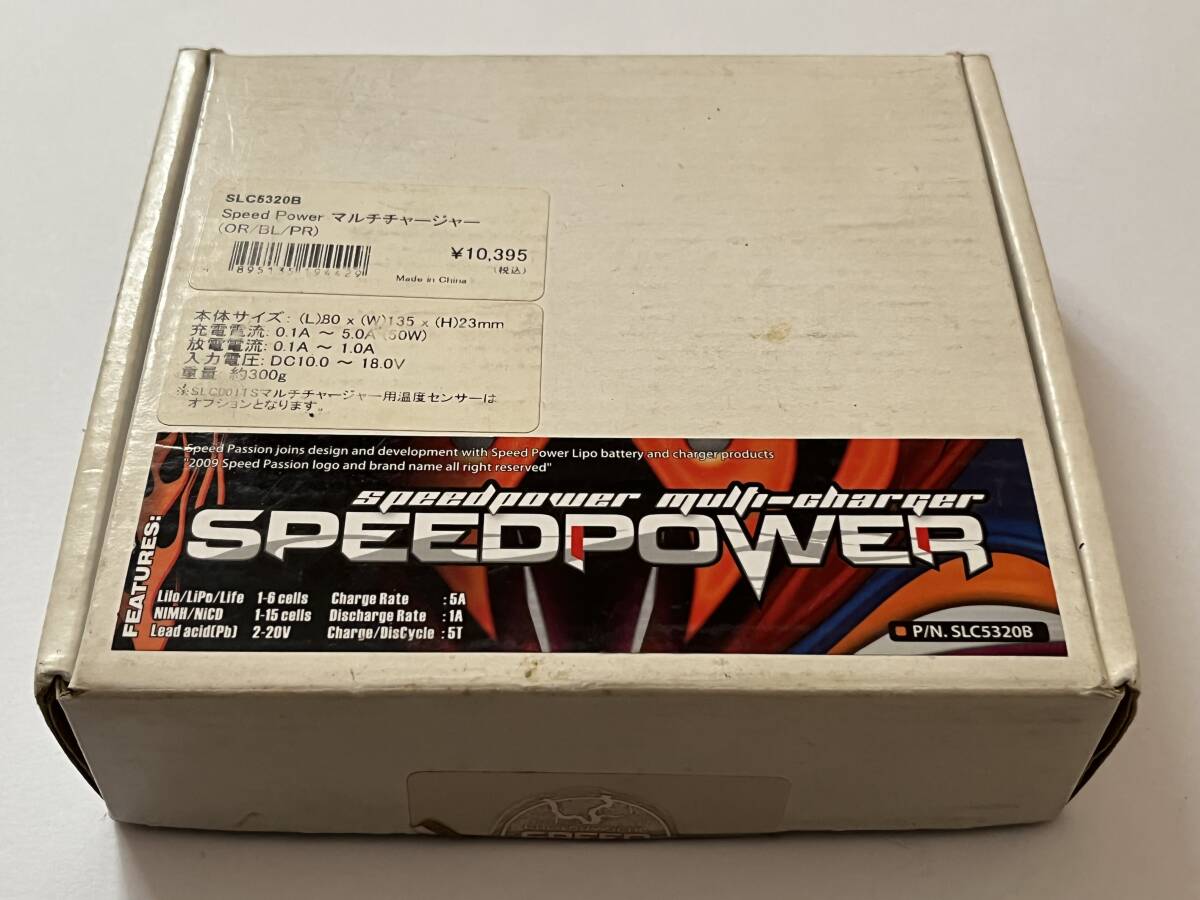 SLC5320B
Speed Power マルチチャージャー
(OR/BL/PR)
¥10,395
(税込)
Made in China
本体サイズ: (L)80 x (W)135 x (H)23mm
充電電流: 0.1A ～ 5.0A (50W)
放電電流: 0.1A ～ 1.0A
入力電圧: DC10.0 ～ 18.0V
重量 約300g
※SLCD01TSマルチチャージャー用温度センサーは
オプションとなります。
Speed Passion joins design and development with Speed Power Lipo battery and charger products
"2009 Speed Passion logo and brand name all right reserved"
speedpower multi-charger
SPEEDPOWER
FEATURES:
LiIo/LiPo/Life 1-6 cells Charge Rate :5A
NiMH/NiCD 1-15 cells Discharge Rate :1A
Lead acid(Pb) 2-20V Charge/DisCycle :5T
P/N. SLC5320B
SPEED